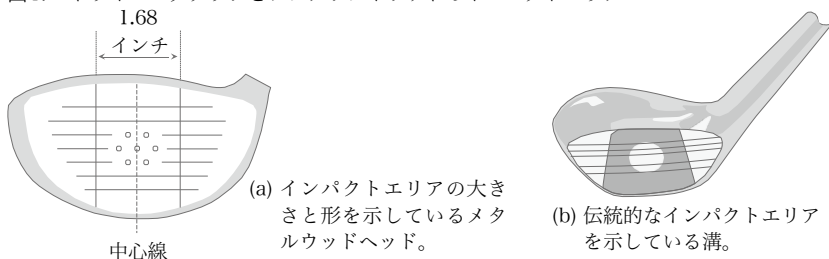 1.68
インチ
(a) インパクトエリアの大き
さと形を示しているメタ
ルウッドヘッド。
中心線
(b) 伝統的なインパクトエリア
を示している溝。